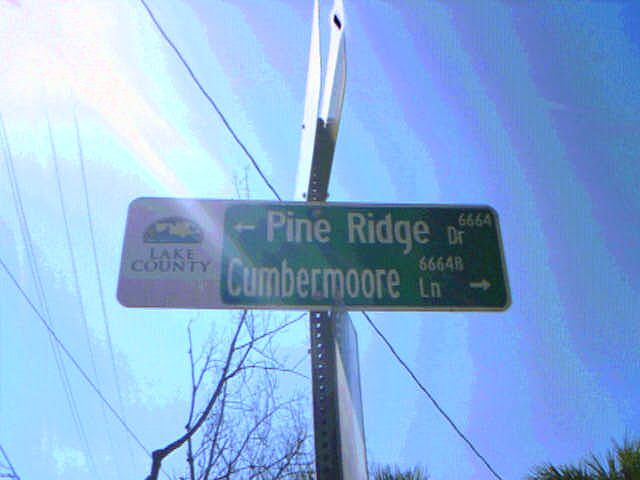 LAKE
COUNTY
← Pine Ridge Dr 6664
Cumbermoore Ln 6664B →